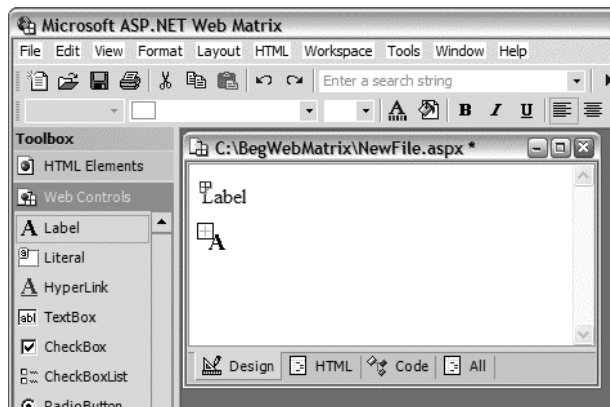 Microsoft ASP.NET Web Matrix
File Edit View Format Layout HTML Workspace Tools Window Help
Enter a search string
A B I U
Toolbox
HTML Elements
Web Controls
A Label
Literal
A HyperLink
abl TextBox
CheckBox
CheckBoxList
RadioButton
C:\BegWebMatrix\NewFile.aspx *
Label
A
Design HTML Code All